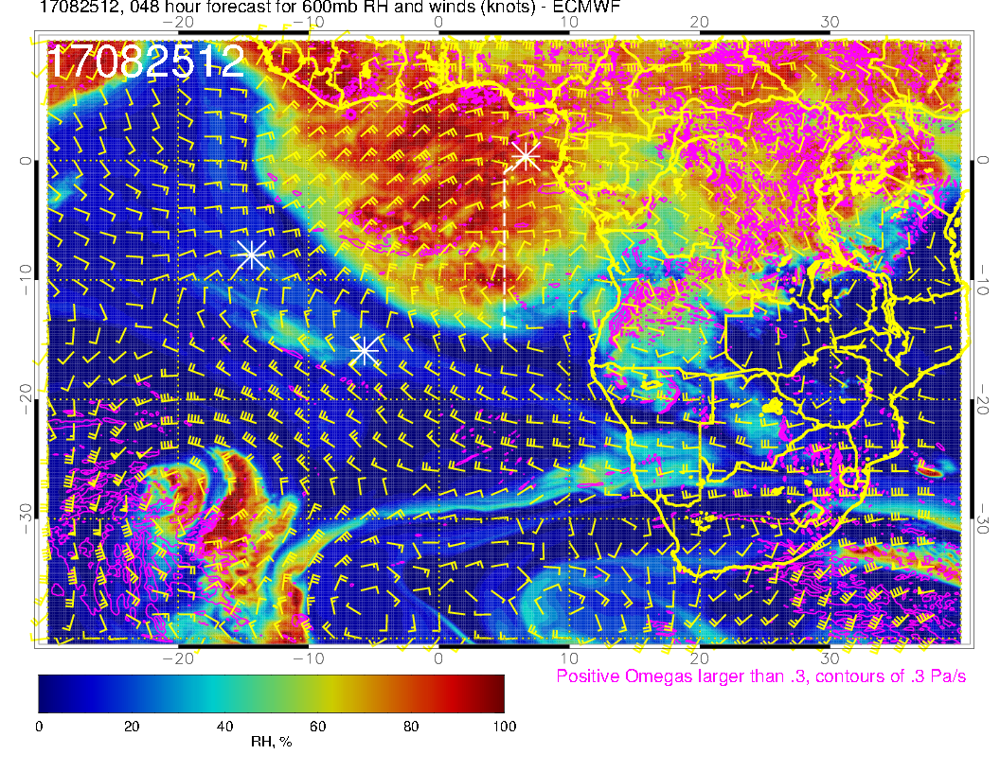 17082512, 048 hour forecast for 600mb RH and winds (knots) - ECMWF
−20 −10 0 10 20 30
17082512
0 0
−10 −10
−20 −20
−30 −30
−20 −10 0 10 20 30
Positive Omegas larger than .3, contours of .3 Pa/s
0 20 40 60 80 100
RH, %